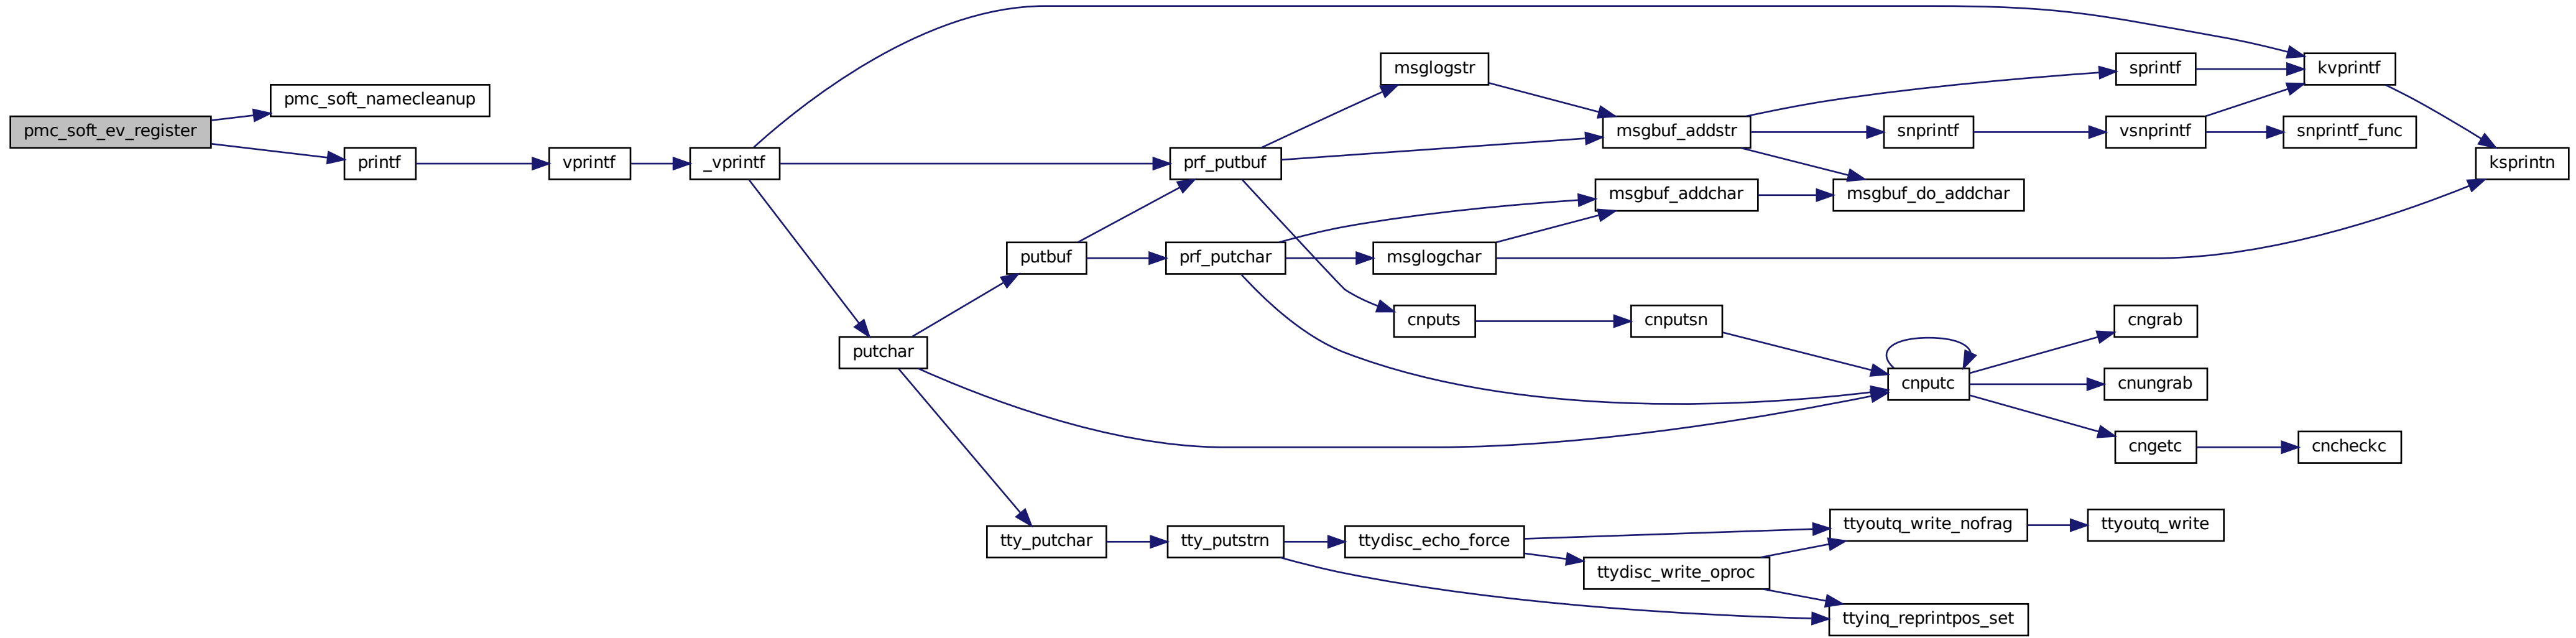 pmc_soft_ev_register
pmc_soft_namecleanup
printf
vprintf
_vprintf
putchar
putbuf
tty_putchar
prf_putbuf
prf_putchar
tty_putstrn
msglogstr
msglogchar
cnputs
ttydisc_echo_force
msgbuf_addstr
msgbuf_addchar
cnputsn
ttydisc_write_oproc
snprintf
msgbuf_do_addchar
cnputc
ttyoutq_write_nofrag
ttyinq_reprintpos_set
sprintf
vsnprintf
cngrab
cnungrab
cngetc
ttyoutq_write
kvprintf
snprintf_func
cncheckc
ksprintn